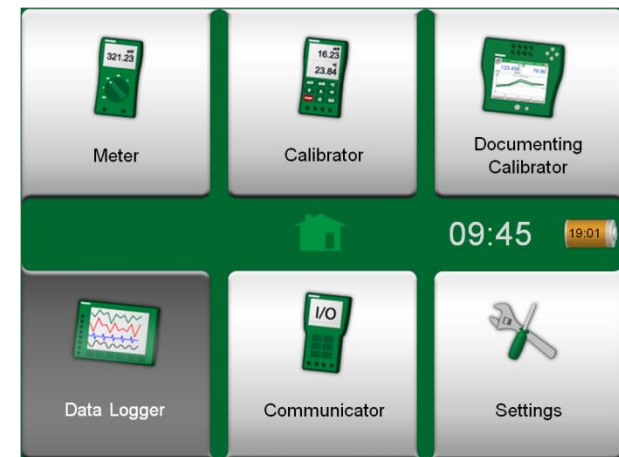 321.23
Meter
16.23
23.84
Calibrator
Documenting
Calibrator
09:45
19:01
Data Logger
I/O
Communicator
Settings